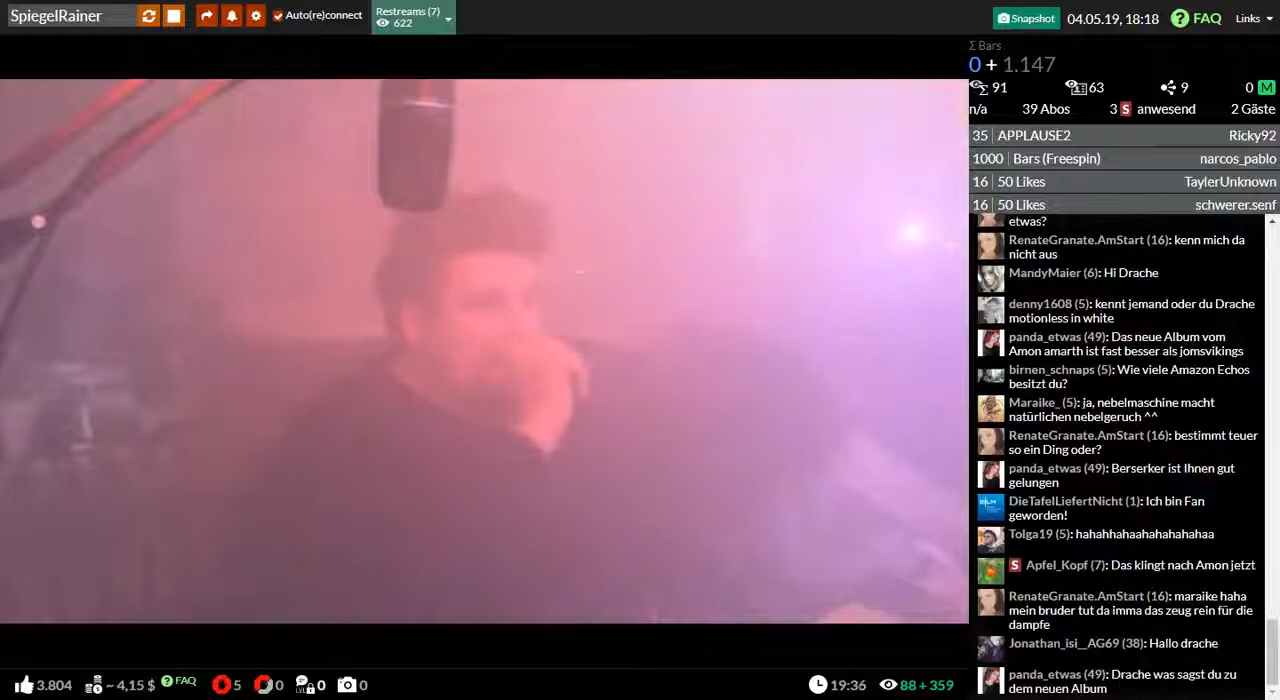 SpiegelRainer
Auto(re)connect
Restreams (7)
622
Snapshot
04.05.19, 18:18
FAQ
Links
Σ Bars
0 + 1.147
Σ 91
63
9
0 M
n/a
39 Abos
3 S anwesend
2 Gäste
35 | APPLAUSE2 Ricky92
1000 | Bars (Freespin) narcos_pablo
16 | 50 Likes TaylerUnknown
16 | 50 Likes schwerer.senf
etwas?
RenateGranate.AmStart (16): kenn mich da
nicht aus
MandyMaier (6): Hi Drache
denny1608 (5): kennt jemand oder du Drache
motionless in white
panda_etwas (49): Das neue Album vom
Amon amarth ist fast besser als jomsvikings
birnen_schnaps (5): Wie viele Amazon Echos
besitzt du?
Maraike_ (5): ja, nebelmaschine macht
natürlichen nebelgeruch ^^
RenateGranate.AmStart (16): bestimmt teuer
so ein Ding oder?
panda_etwas (49): Berserker ist Ihnen gut
gelungen
DieTafelLiefertNicht (1): Ich bin Fan
geworden!
Tolga19 (5): hahahhahaahahahahahaa
S Apfel_Kopf (7): Das klingt nach Amon jetzt
RenateGranate.AmStart (16): maraike haha
mein bruder tut da imma das zeug rein für die
dampfe
Jonathan_isi__AG69 (38): Hallo drache
panda_etwas (49): Drache was sagst du zu
dem neuen Album
3.804
~ 4,15 $
FAQ
5
0
LVL 0
0
19:36
88 + 359